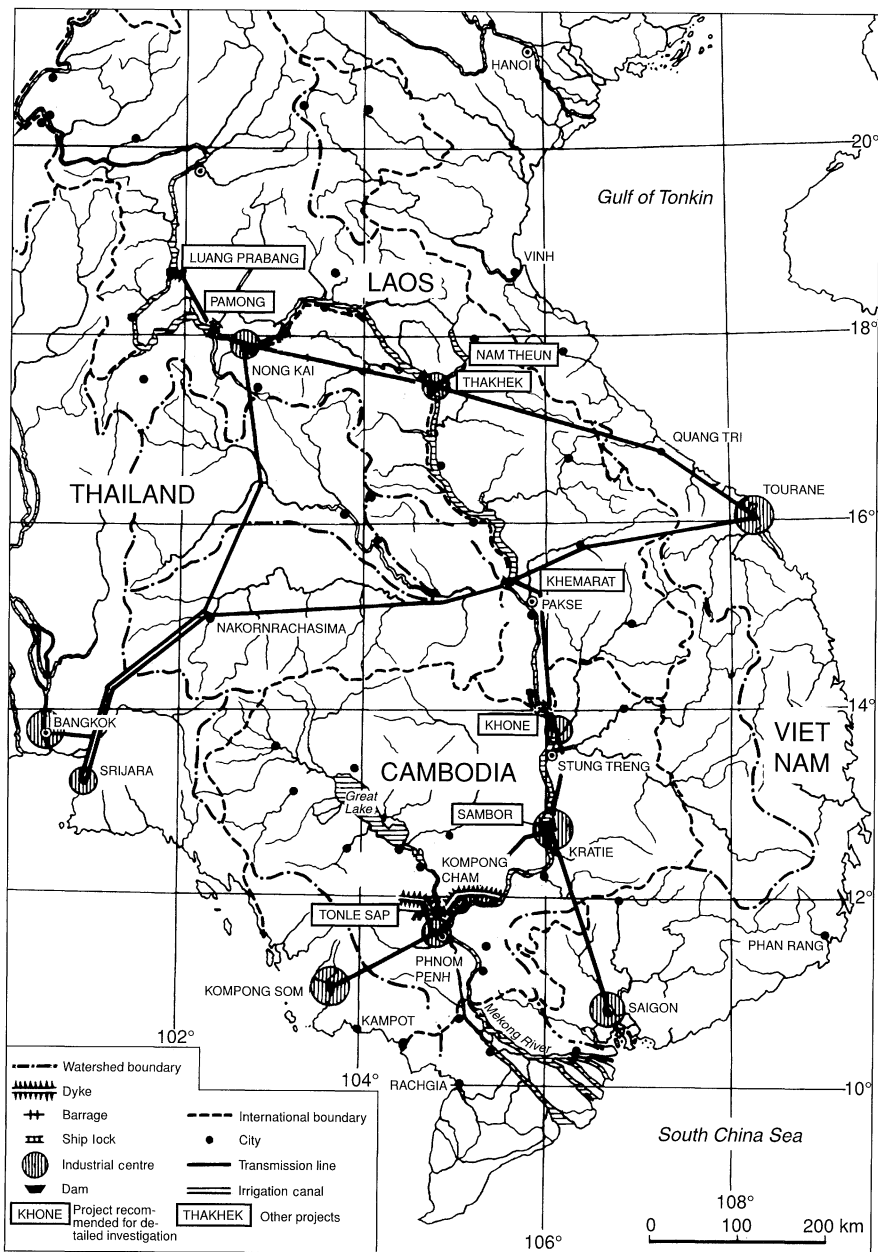 HANOI
20°
Gulf of Tonkin
LUANG PRABANG
VINH
LAOS
PAMONG
18°
NAM THEUN
NONG KAI
THAKHEK
QUANG TRI
THAILAND
TOURANE
16°
KHEMARAT
PAKSE
NAKORNRACHASIMA
14°
BANGKOK
KHONE
VIET
NAM
STUNG TRENG
SRIJARA
CAMBODIA
Great
Lake
SAMBOR
KRATIE
KOMPONG
CHAM
12°
TONLE SAP
PHAN RANG
PHNOM
PENH
KOMPONG SOM
SAIGON
Mekong River
KAMPOT
102°
104°
RACHGIA
10°
South China Sea
108°
106°
0 100 200 km
Watershed boundary
Dyke
Barrage
Ship lock
Industrial centre
Dam
KHONE Project recom-
mended for de-
tailed investigation
International boundary
City
Transmission line
Irrigation canal
THAKHEK Other projects